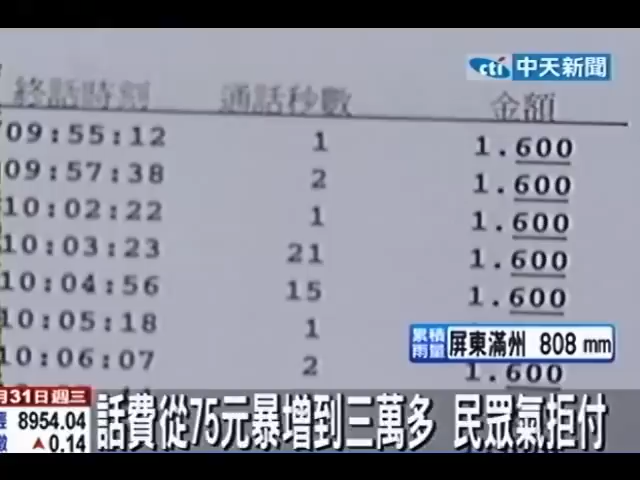 cti 中天新聞
終話時刻 通話秒數 金額
09:55:12 1 1.600
09:57:38 2 1.600
10:02:22 1 1.600
10:03:23 21 1.600
10:04:56 15 1.600
10:05:18 1
10:06:07 2 1.600
累積雨量 屏東滿州 808 mm
月31日週三
8954.04
▲0.14
話費從75元暴增到三萬多 民眾氣拒付